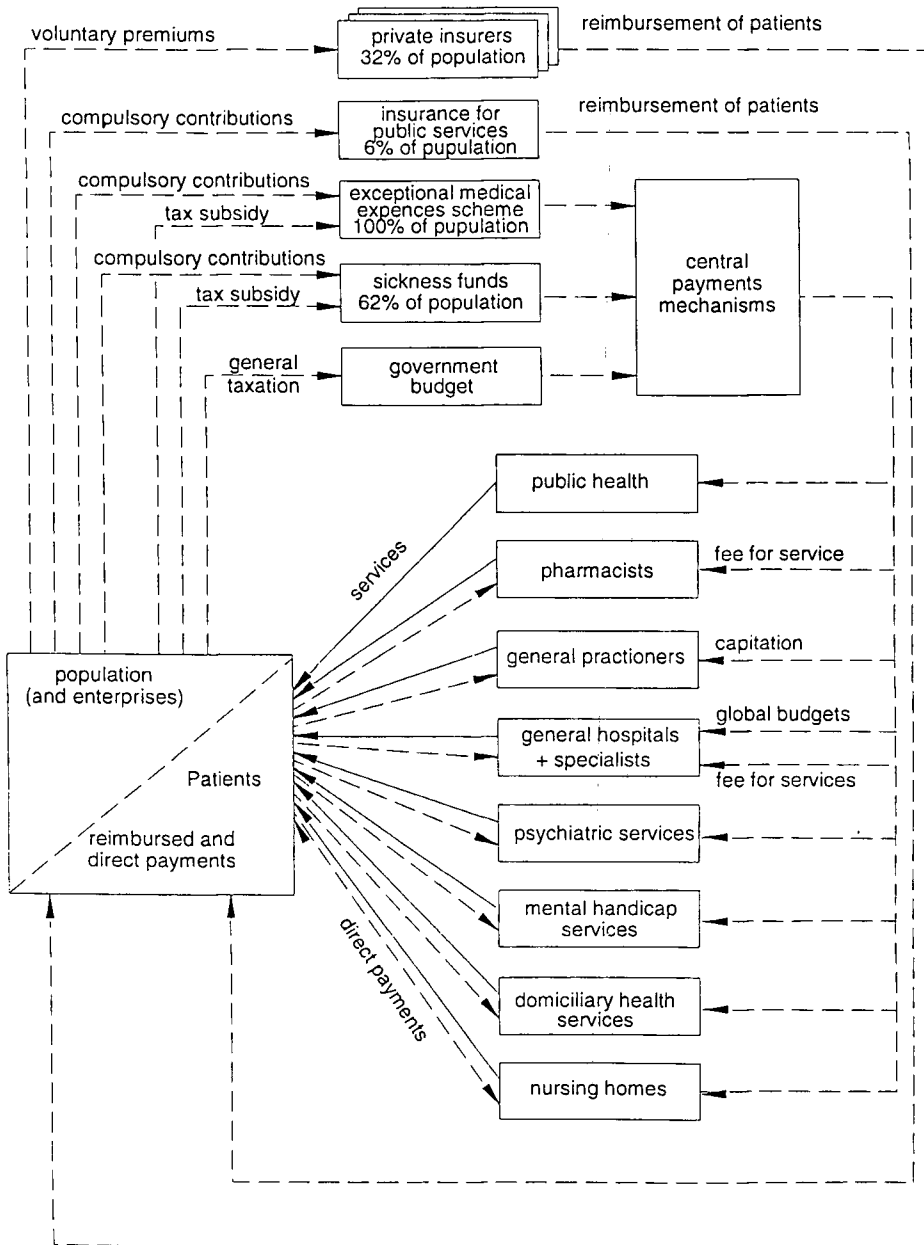 voluntary premiums
private insurers
32% of population
reimbursement of patients
compulsory contributions
insurance for
public services
6% of pupulation
reimbursement of patients
compulsory contributions
tax subsidy
exceptional medical
expences scheme
100% of pupulation
compulsory contributions
tax subsidy
sickness funds
62% of population
central
payments
mechanisms
general
taxation
government
budget
public health
services
fee for service
pharmacists
capitation
general practioners
population
(and enterprises)
global budgets
general hospitals
+ specialists
fee for services
Patients
psychiatric services
reimbursed and
direct payments
mental handicap
services
direct payments
domiciliary health
services
nursing homes